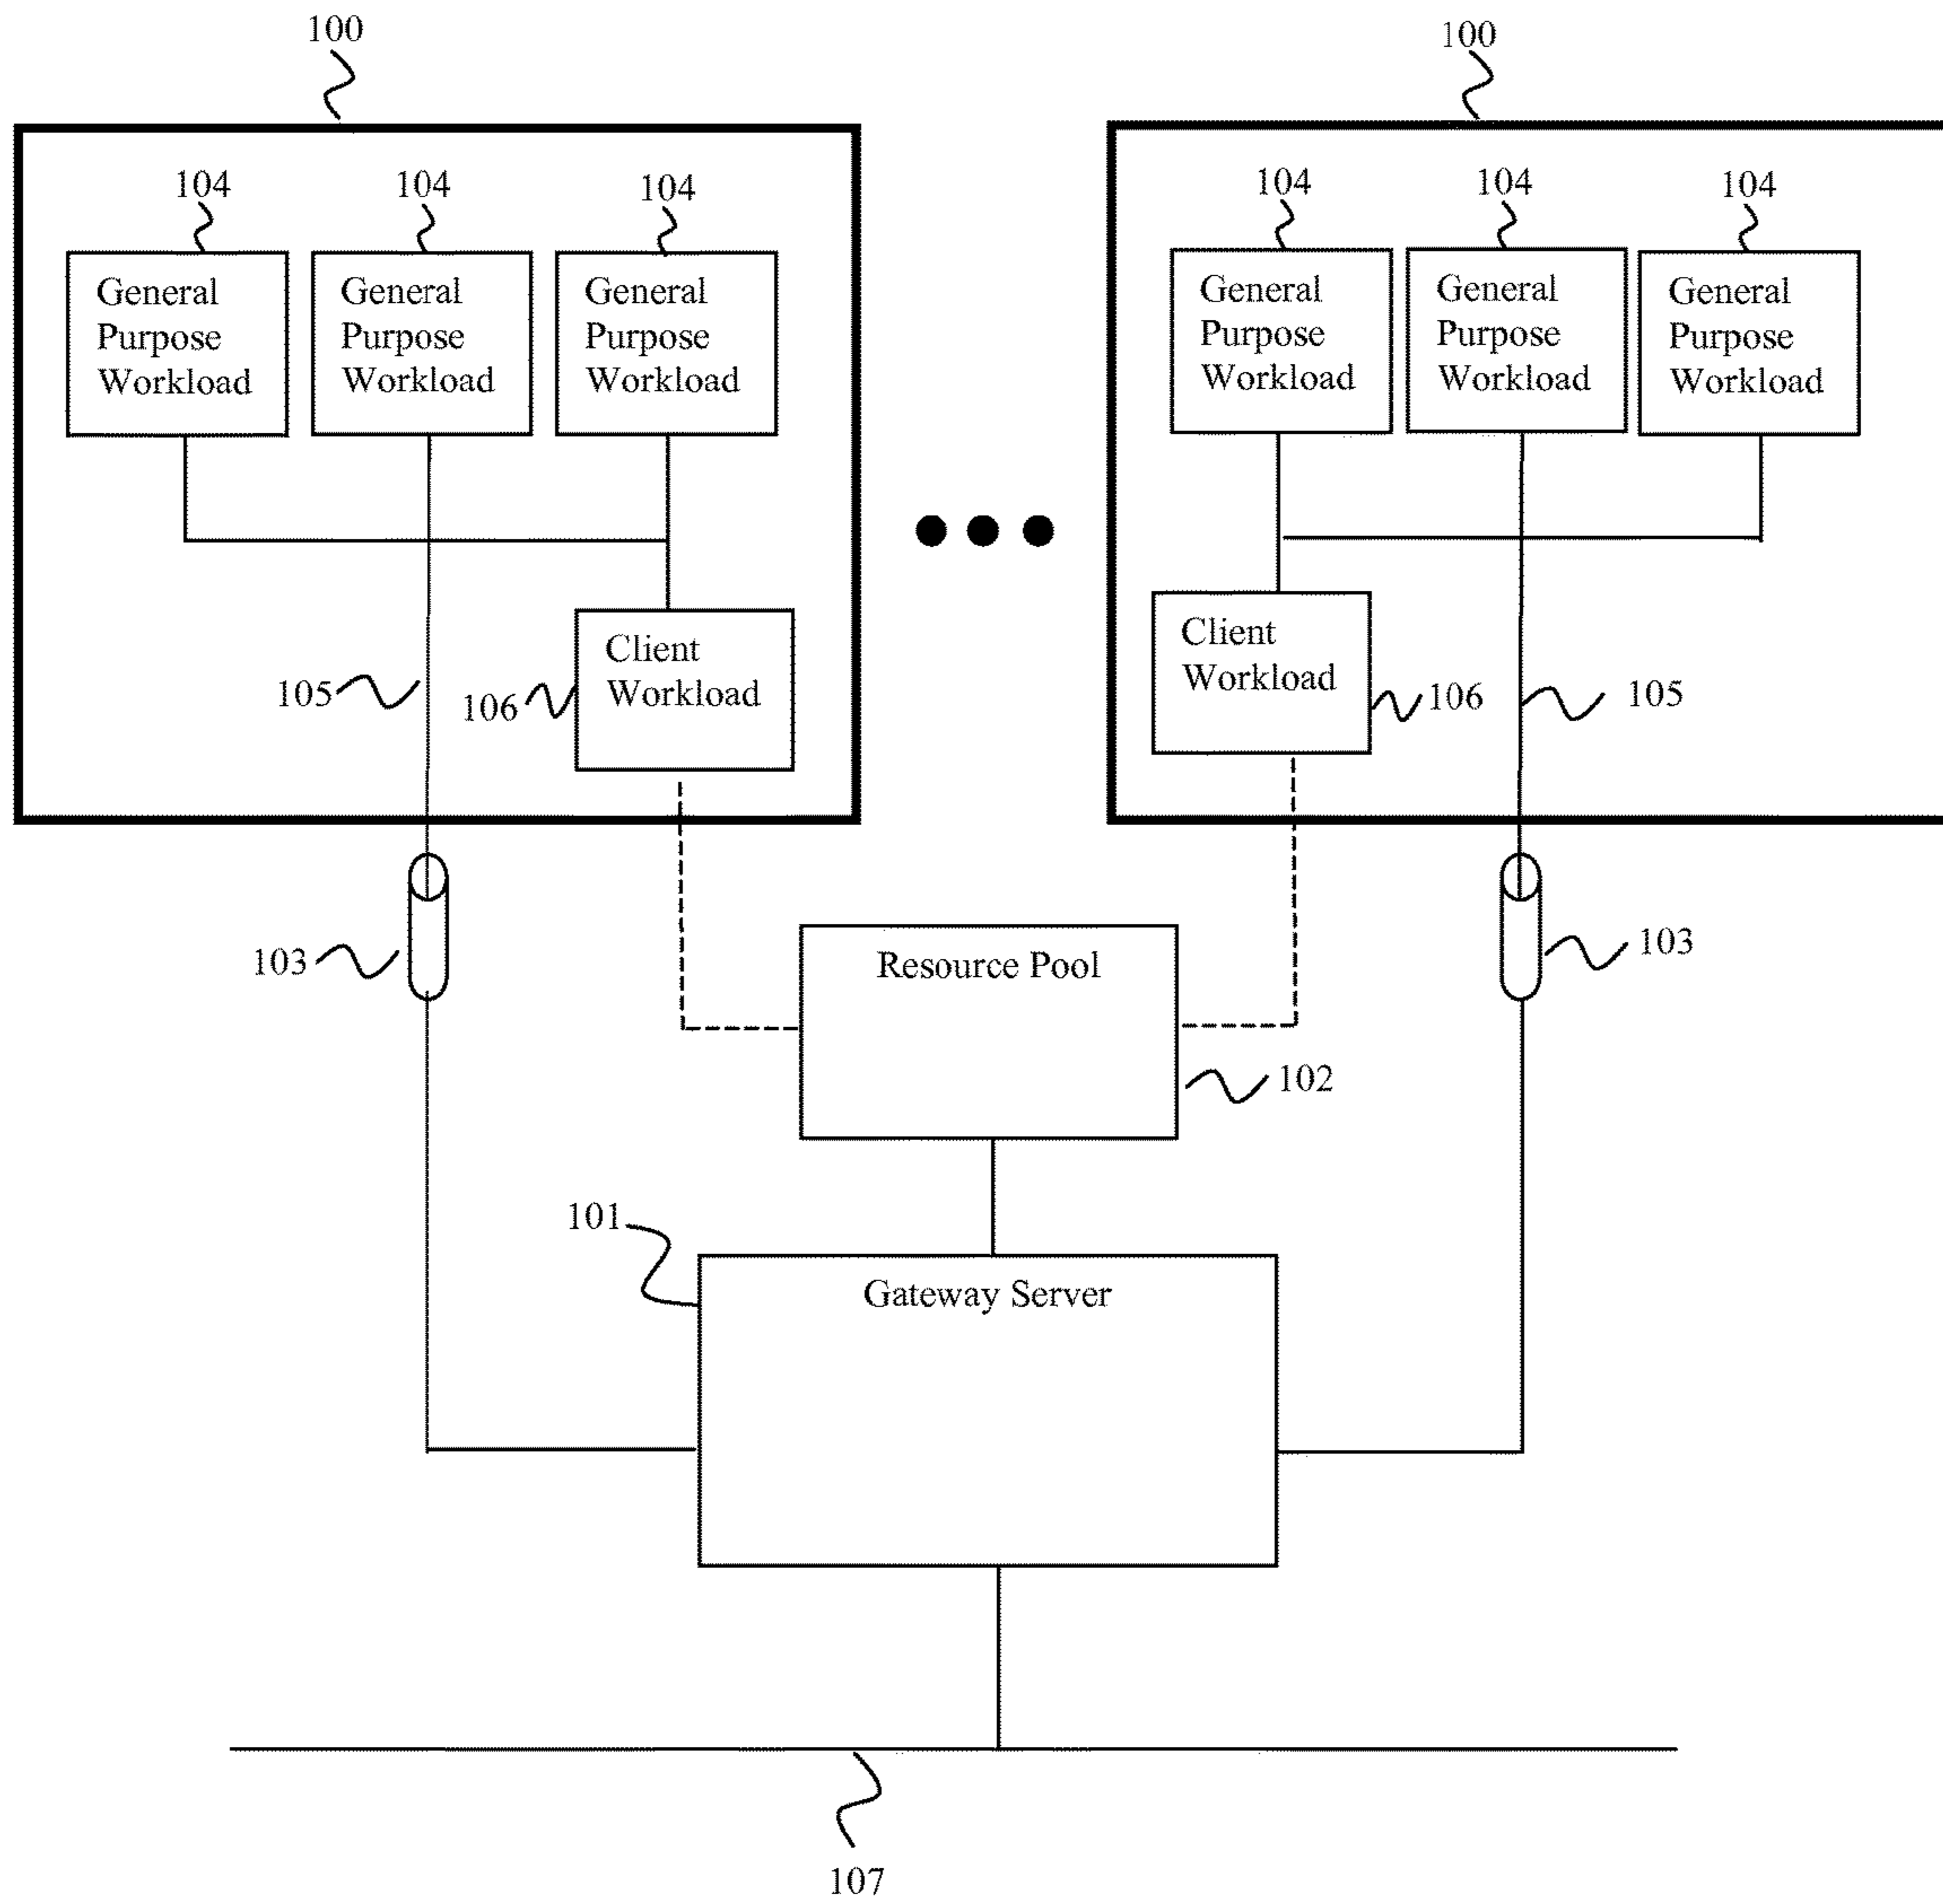 100
100
104
104
104
104
104
104
General
Purpose
Workload
General
Purpose
Workload
General
Purpose
Workload
General
Purpose
Workload
General
Purpose
Workload
General
Purpose
Workload
Client
Workload
105
106
Client
Workload
106
105
103
Resource Pool
103
102
101
Gateway Server
107